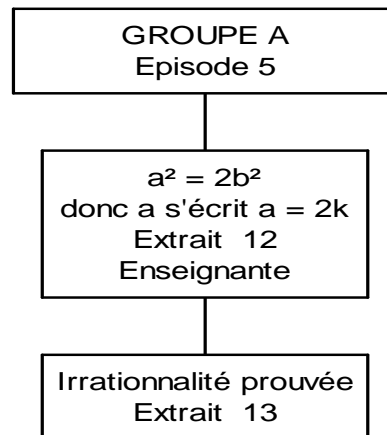 GROUPE A
Episode 5
a² = 2b²
donc a s'écrit a = 2k
Extrait 12
Enseignante
Irrationnalité prouvée
Extrait 13